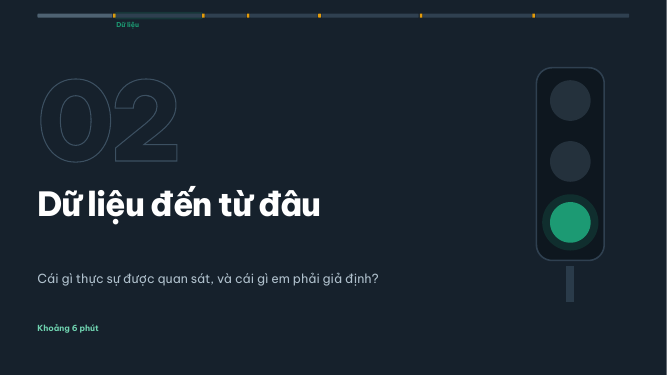 Dữ liệu
02
Dữ liệu đến từ đâu
Cái gì thực sự được quan sát, và cái gì em phải giả định?
Khoảng 6 phút